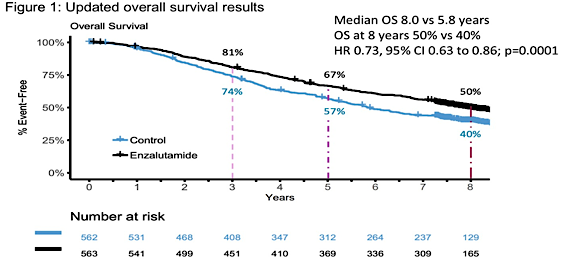 Figure 1: Updated overall survival results
Median OS 8.0 vs 5.8 years
OS at 8 years 50% vs 40%
HR 0.73, 95% CI 0.63 to 0.86; p=0.0001
Overall Survival
100%
75%
50%
25%
0%
% Event-Free
81%
74%
67%
57%
50%
40%
Control
Enzalutamide
0 1 2 3 4 5 6 7 8
Years
Number at risk
562 531 468 408 347 312 264 237 129
563 541 499 451 410 369 336 309 165